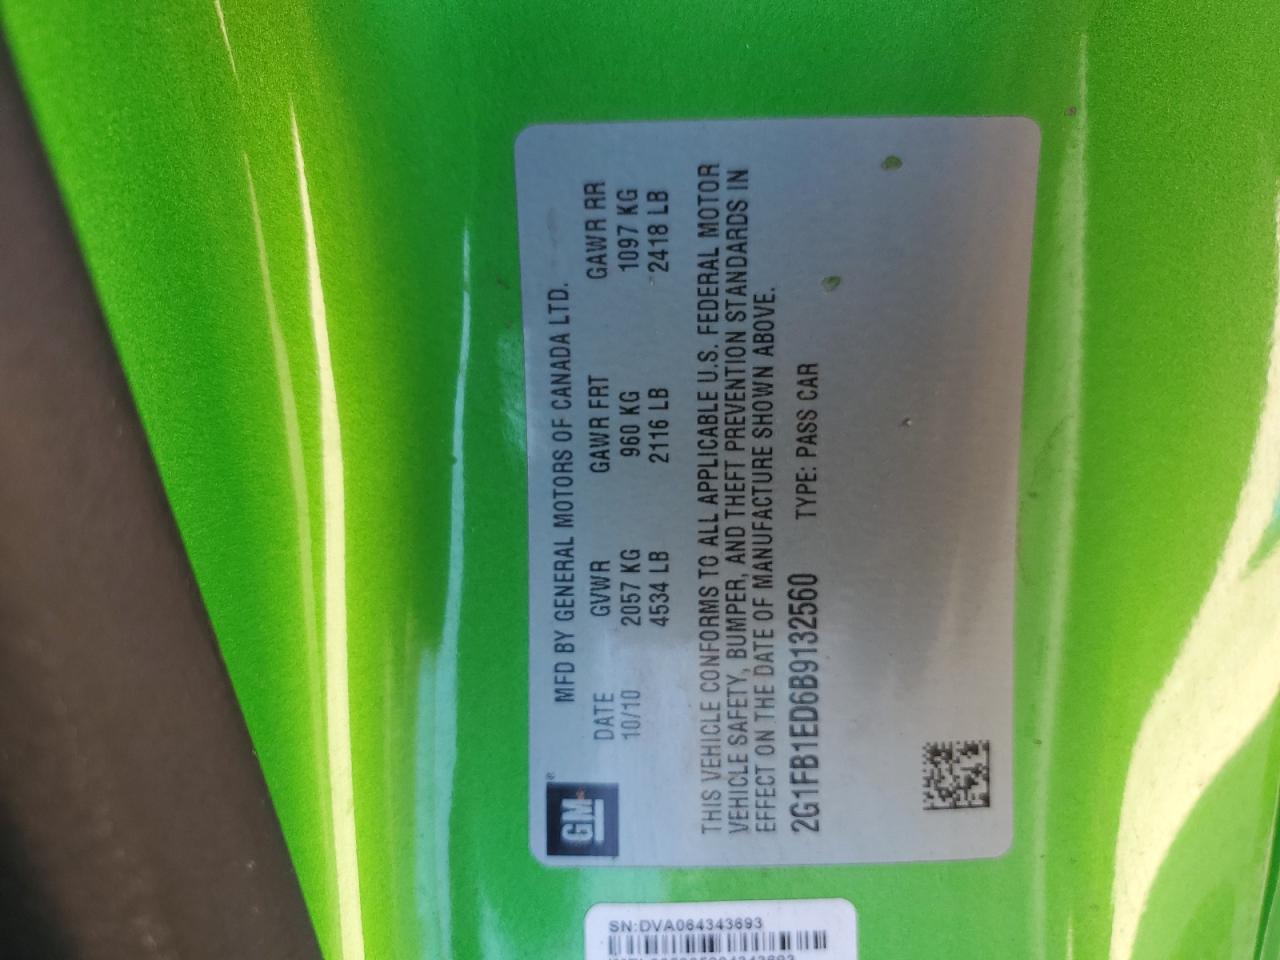 GM
MFD BY GENERAL MOTORS OF CANADA LTD.
DATE GVWR GAWR FRT GAWR RR
10/10 2057 KG 960 KG 1097 KG
4534 LB 2116 LB 2418 LB
THIS VEHICLE CONFORMS TO ALL APPLICABLE U.S. FEDERAL MOTOR
VEHICLE SAFETY, BUMPER, AND THEFT PREVENTION STANDARDS IN
EFFECT ON THE DATE OF MANUFACTURE SHOWN ABOVE.
2G1FB1ED6B9132560 TYPE: PASS CAR
SN:DVA064343693